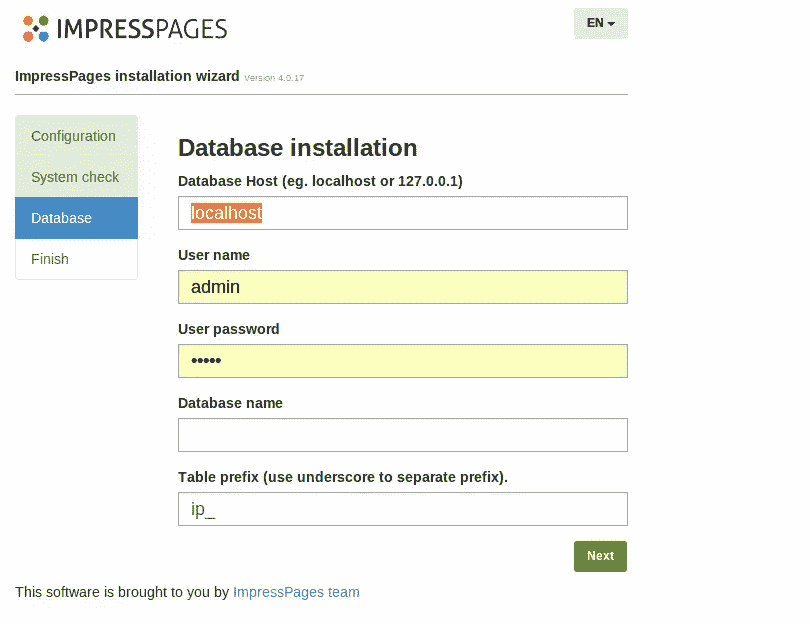 IMPRESSPAGES
EN
ImpressPages installation wizard Version 4.0.17
Configuration
System check
Database
Finish
Database installation
Database Host (eg. localhost or 127.0.0.1)
localhost
User name
admin
User password
•••••
Database name
Table prefix (use underscore to separate prefix).
ip_
Next
This software is brought to you by ImpressPages team